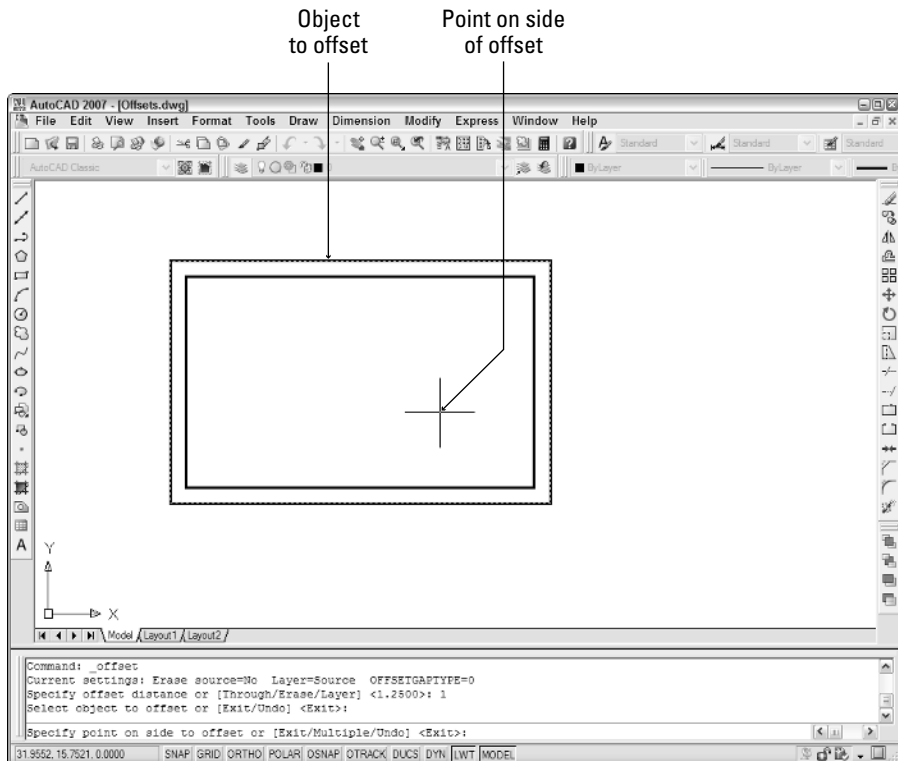 Object
to offset
Point on side
of offset
AutoCAD 2007 - [Offsets.dwg]
File Edit View Insert Format Tools Draw Dimension Modify Express Window Help
Standard Standard Standard
AutoCAD Classic 0 ByLayer ByLayer
A
Y
X
Model Layout1 Layout2
Command: _offset
Current settings: Erase source=No Layer=Source OFFSETGAPTYPE=0
Specify offset distance or [Through/Erase/Layer] <1.2500>: 1
Select object to offset or [Exit/Undo] <Exit>:
Specify point on side to offset or [Exit/Multiple/Undo] <Exit>:
31.9552, 15.7521, 0.0000 SNAP GRID ORTHO POLAR OSNAP OTRACK DUCS DYN LWT MODEL